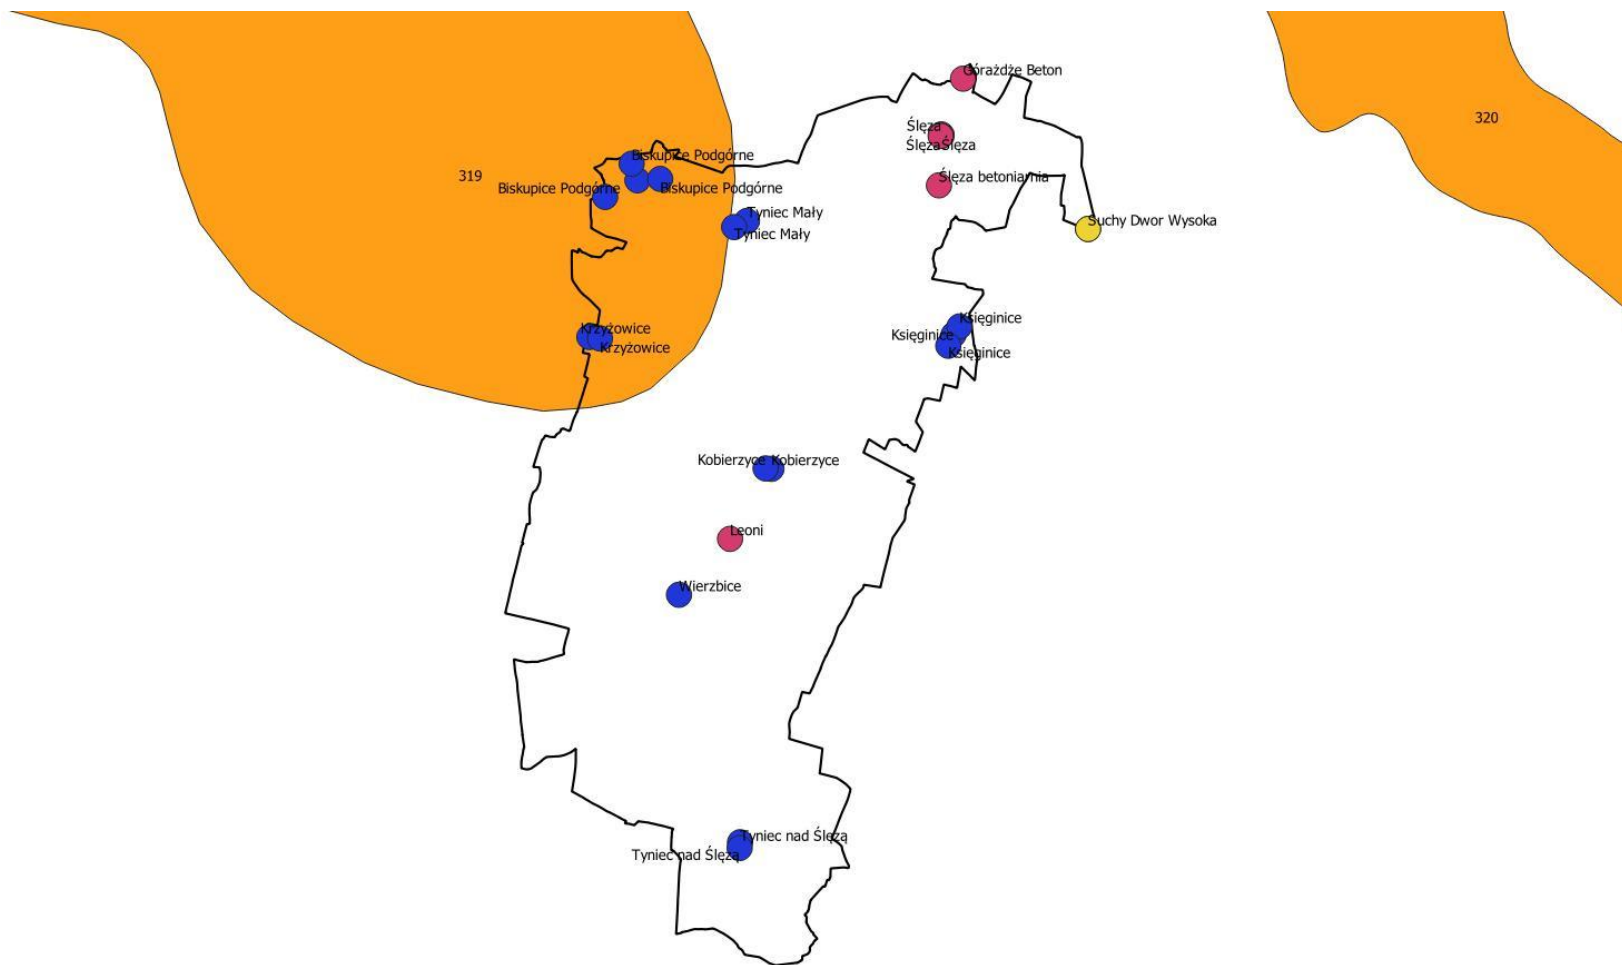 Górażdże Beton
320
Ślęza
ŚlęzaŚlęza
Biskupice Podgórne
319
Ślęza betoniarnia
Biskupice Podgórne
Biskupice Podgórne
Tyniec Mały
Suchy Dwor Wysoka
Tyniec Mały
Księginice
Krzyżowice
Księginice
Krzyżowice
Księginice
Kobierzyce
Kobierzyce
Leoni
Wierzbice
Tyniec nad Ślęzą
Tyniec nad Ślęzą